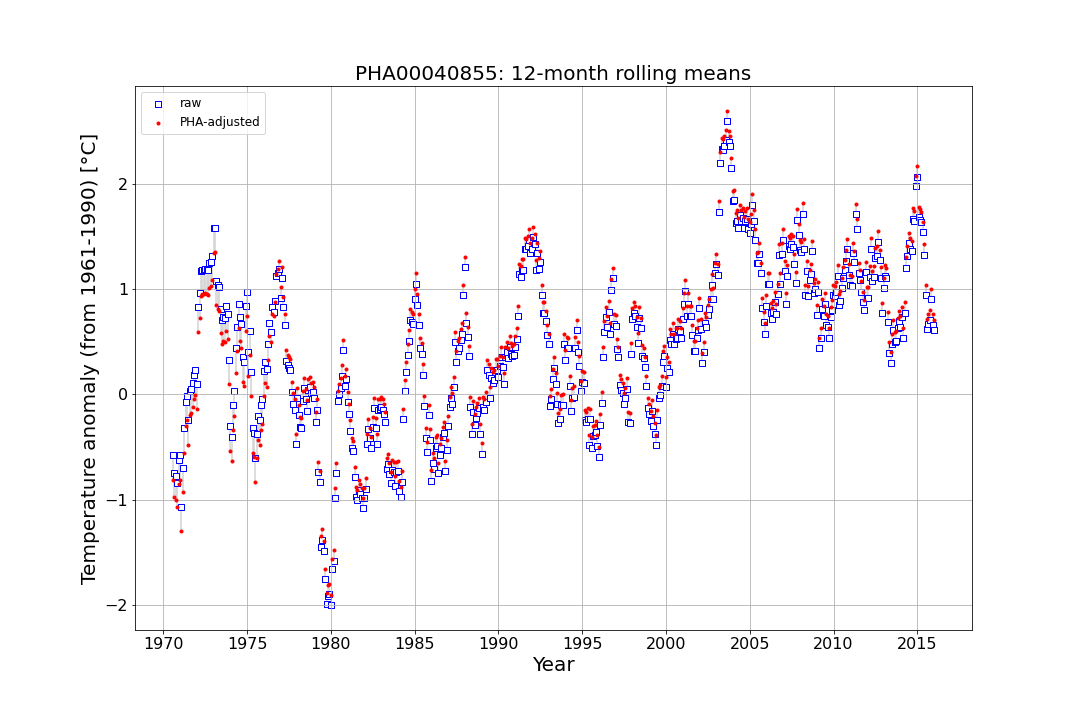 PHA00040855: 12-month rolling means
raw
PHA-adjusted
Temperature anomaly (from 1961-1990) [°C]
2
1
0
−1
−2
1970 1975 1980 1985 1990 1995 2000 2005 2010 2015
Year